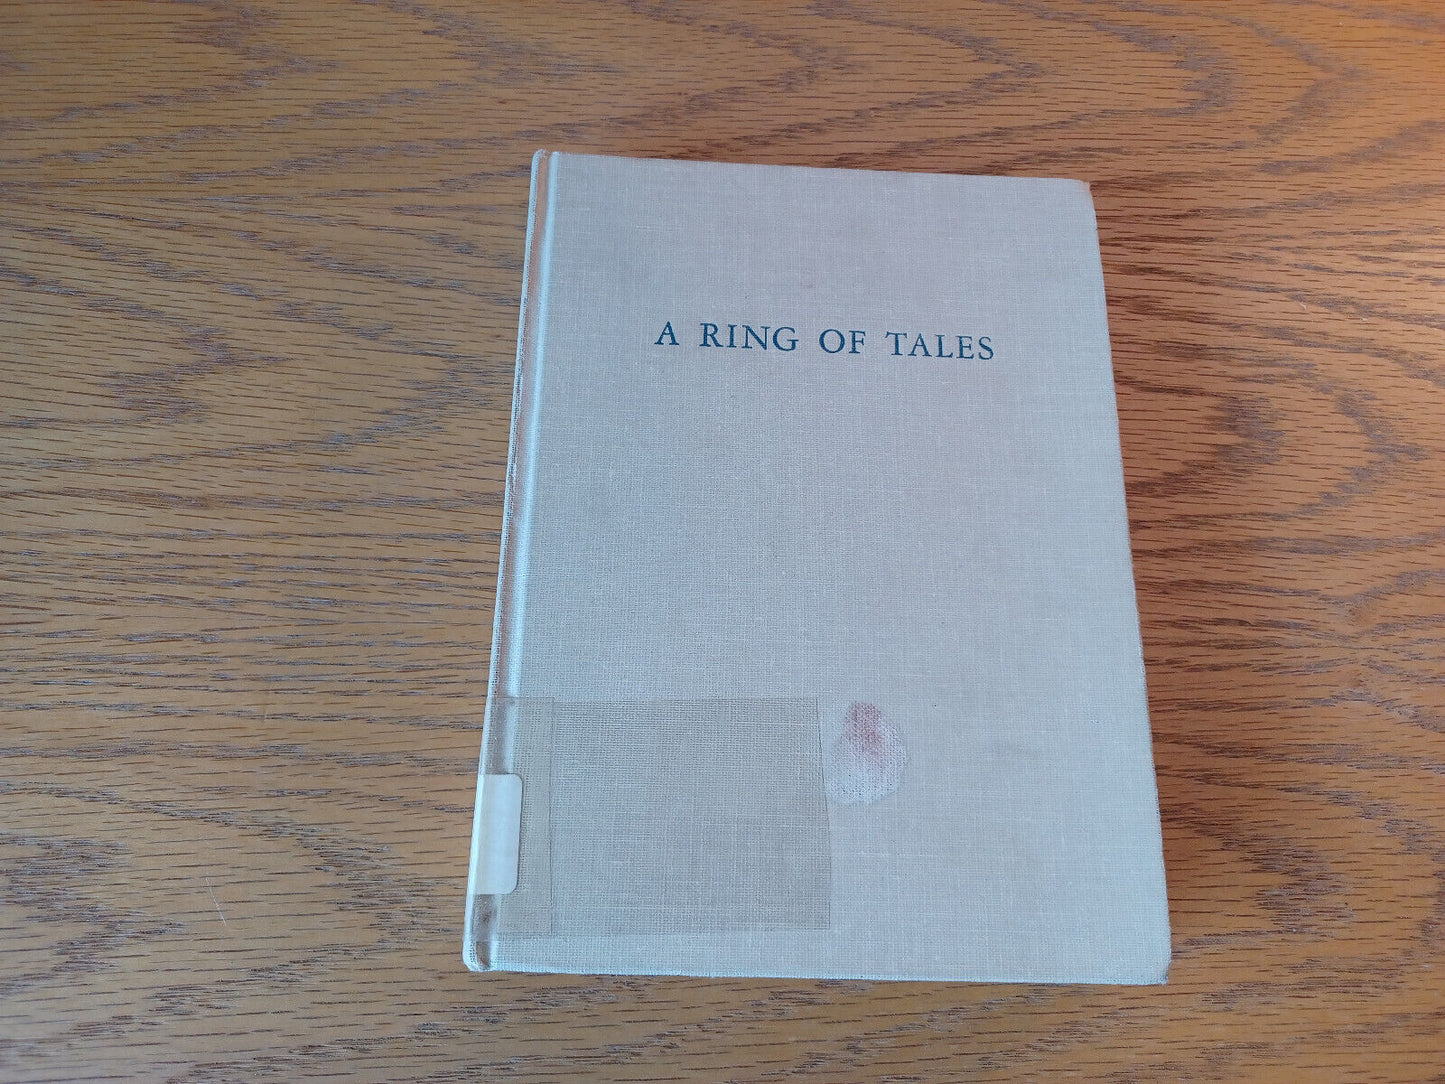 A RING OF TALES